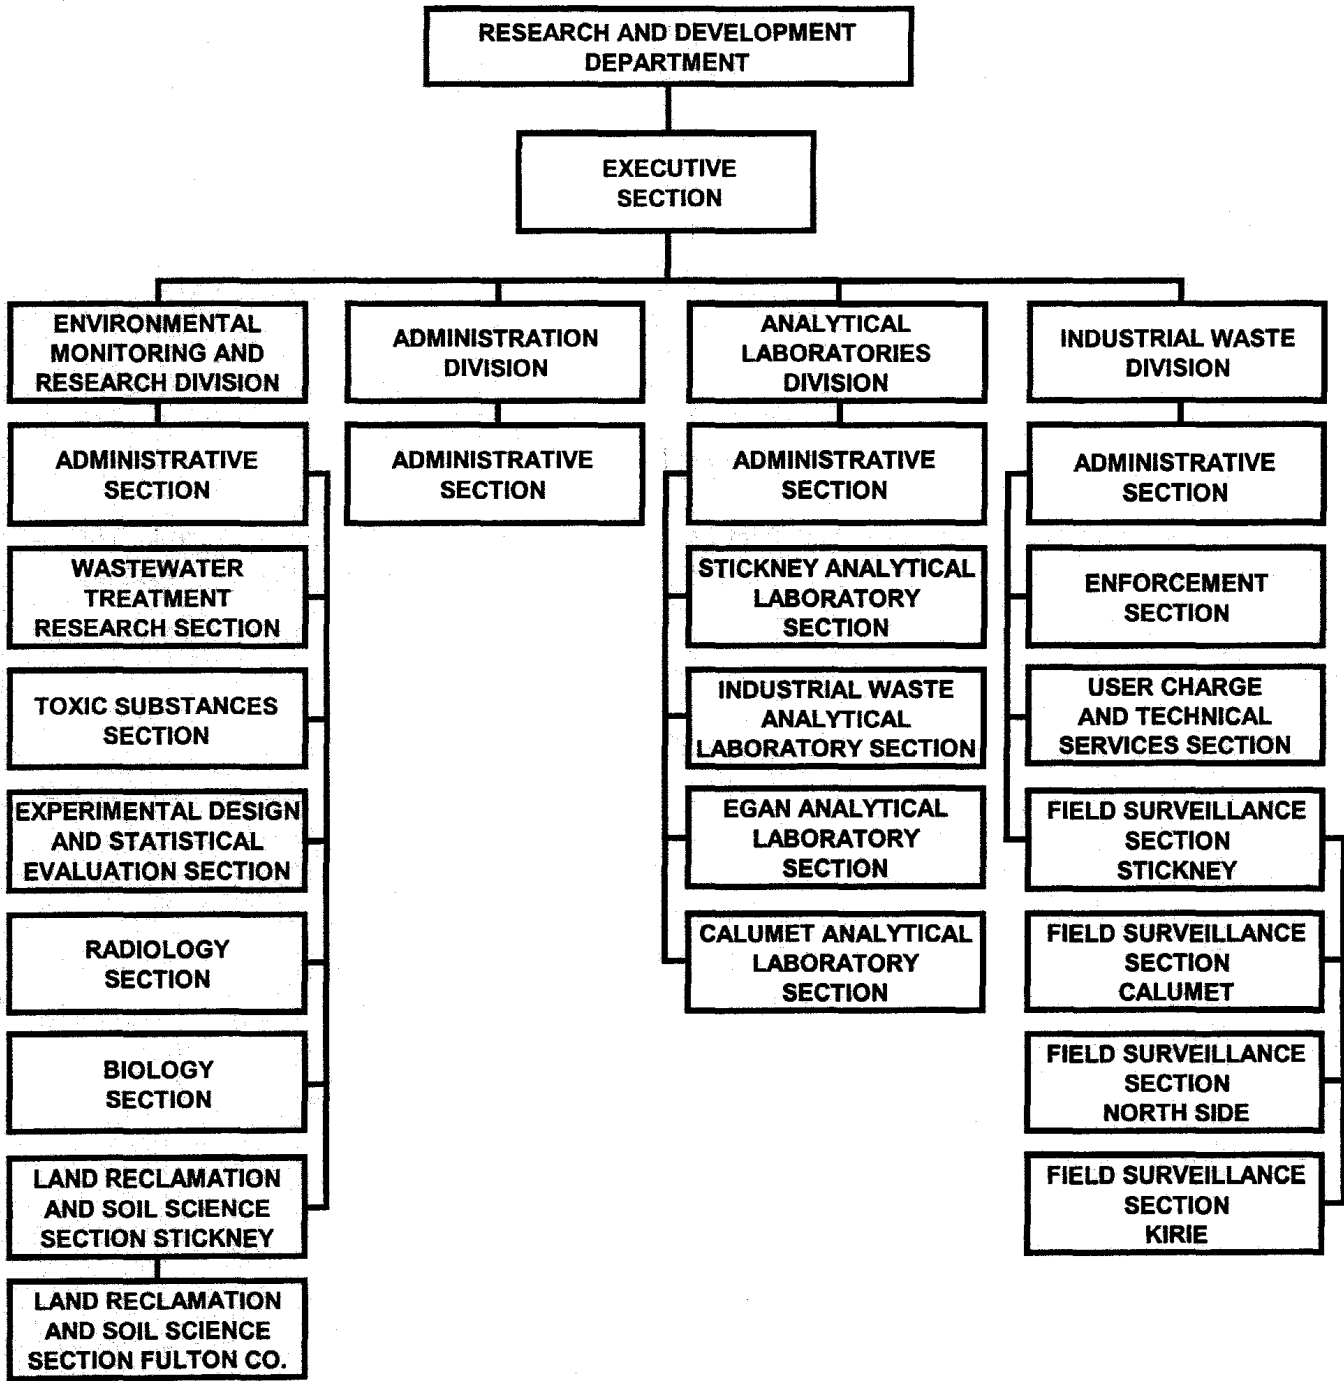 RESEARCH AND DEVELOPMENT
DEPARTMENT
EXECUTIVE
SECTION
ENVIRONMENTAL
MONITORING AND
RESEARCH DIVISION
ADMINISTRATIVE
SECTION
WASTEWATER
TREATMENT
RESEARCH SECTION
TOXIC SUBSTANCES
SECTION
EXPERIMENTAL DESIGN
AND STATISTICAL
EVALUATION SECTION
RADIOLOGY
SECTION
BIOLOGY
SECTION
LAND RECLAMATION
AND SOIL SCIENCE
SECTION STICKNEY
LAND RECLAMATION
AND SOIL SCIENCE
SECTION FULTON CO.
ADMINISTRATION
DIVISION
ADMINISTRATIVE
SECTION
ANALYTICAL
LABORATORIES
DIVISION
ADMINISTRATIVE
SECTION
STICKNEY ANALYTICAL
LABORATORY
SECTION
INDUSTRIAL WASTE
ANALYTICAL
LABORATORY SECTION
EGAN ANALYTICAL
LABORATORY
SECTION
CALUMET ANALYTICAL
LABORATORY
SECTION
INDUSTRIAL WASTE
DIVISION
ADMINISTRATIVE
SECTION
ENFORCEMENT
SECTION
USER CHARGE
AND TECHNICAL
SERVICES SECTION
FIELD SURVEILLANCE
SECTION
STICKNEY
FIELD SURVEILLANCE
SECTION
CALUMET
FIELD SURVEILLANCE
SECTION
NORTH SIDE
FIELD SURVEILLANCE
SECTION
KIRIE